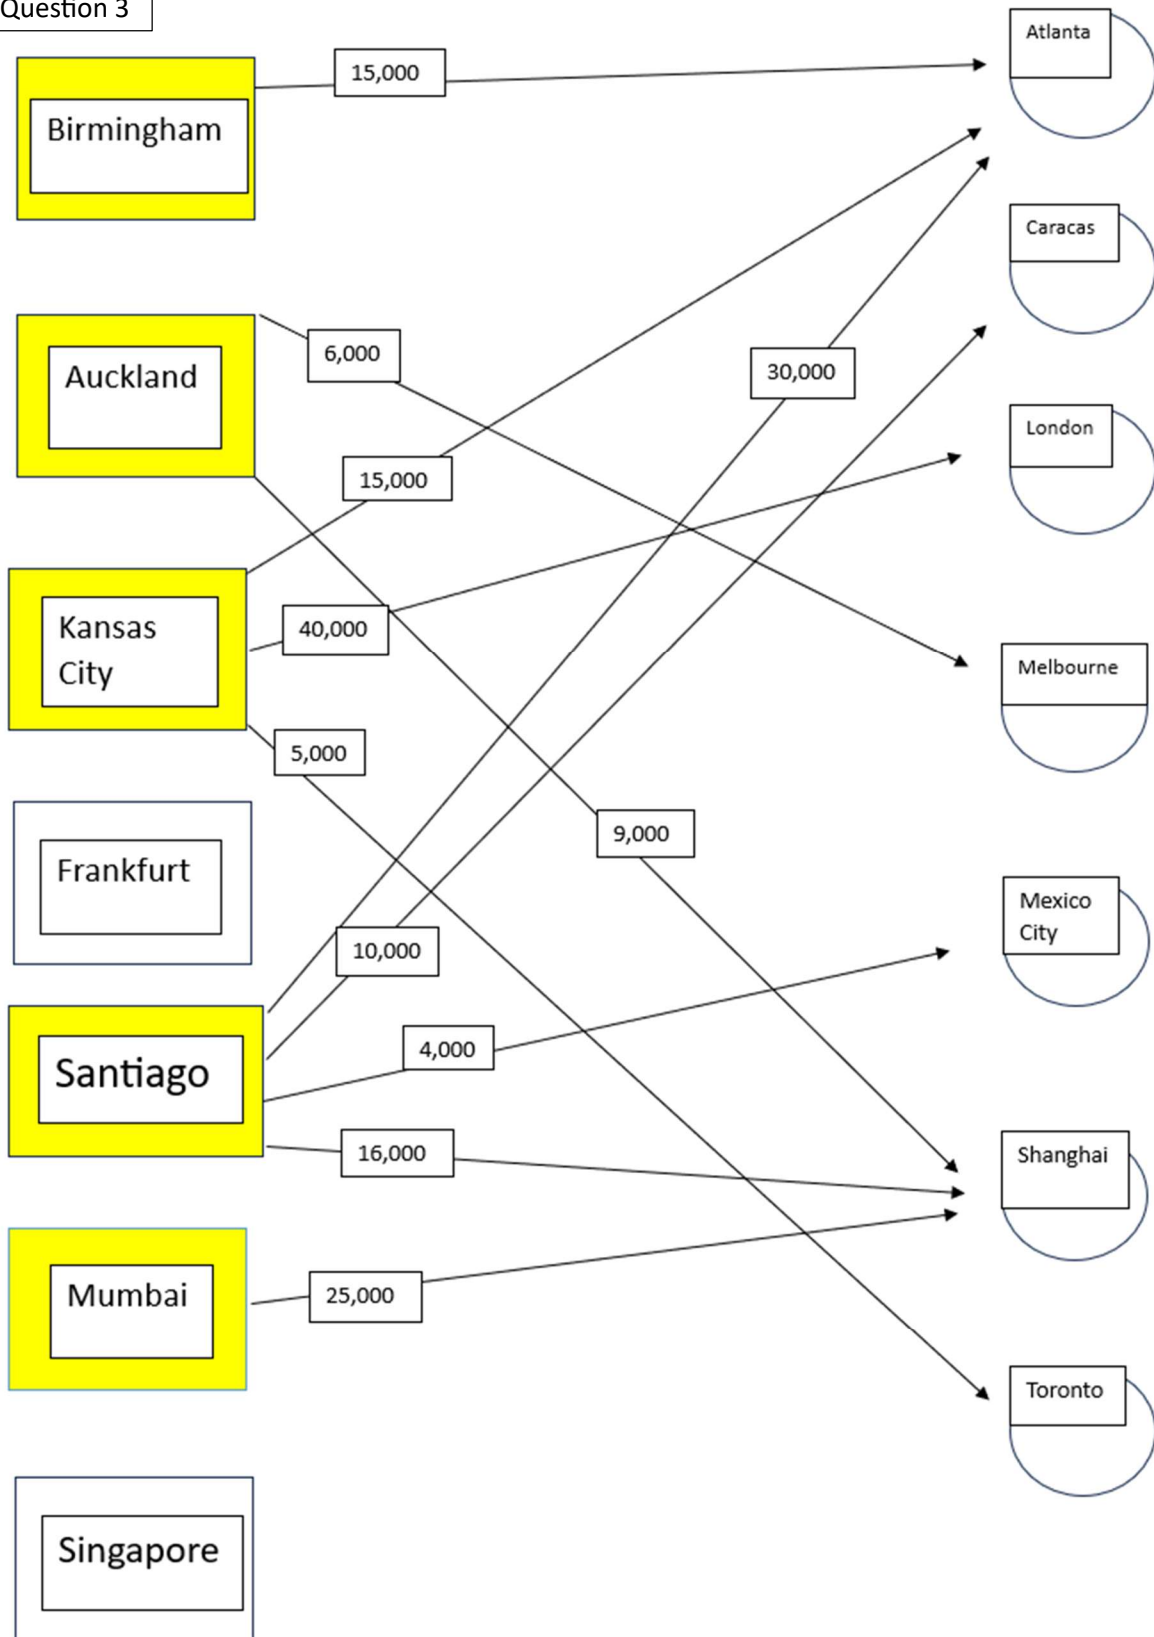 Question 3
Birmingham
15,000
Atlanta
Caracas
Auckland
6,000
30,000
London
15,000
Kansas
City
40,000
Melbourne
5,000
Frankfurt
9,000
Mexico
City
10,000
Santiago
4,000
16,000
Shanghai
Mumbai
25,000
Toronto
Singapore